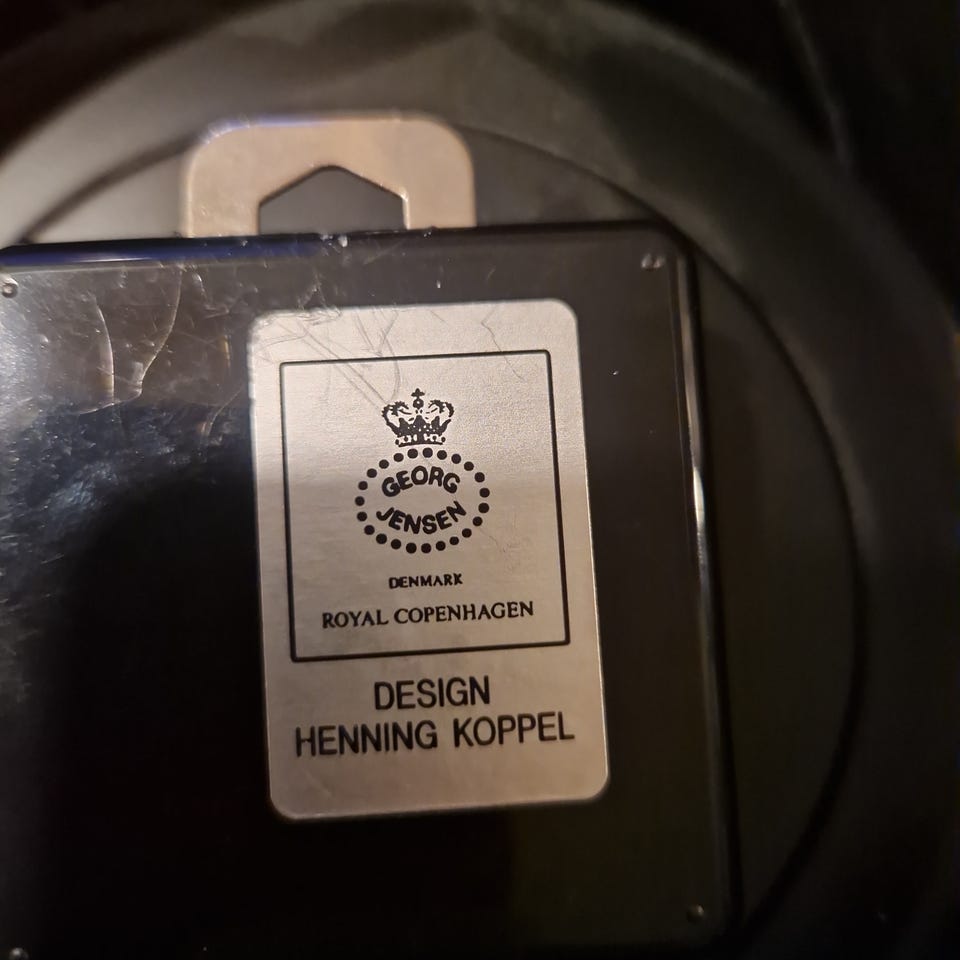 GEORG
JENSEN
DENMARK
ROYAL COPENHAGEN
DESIGN
HENNING KOPPEL